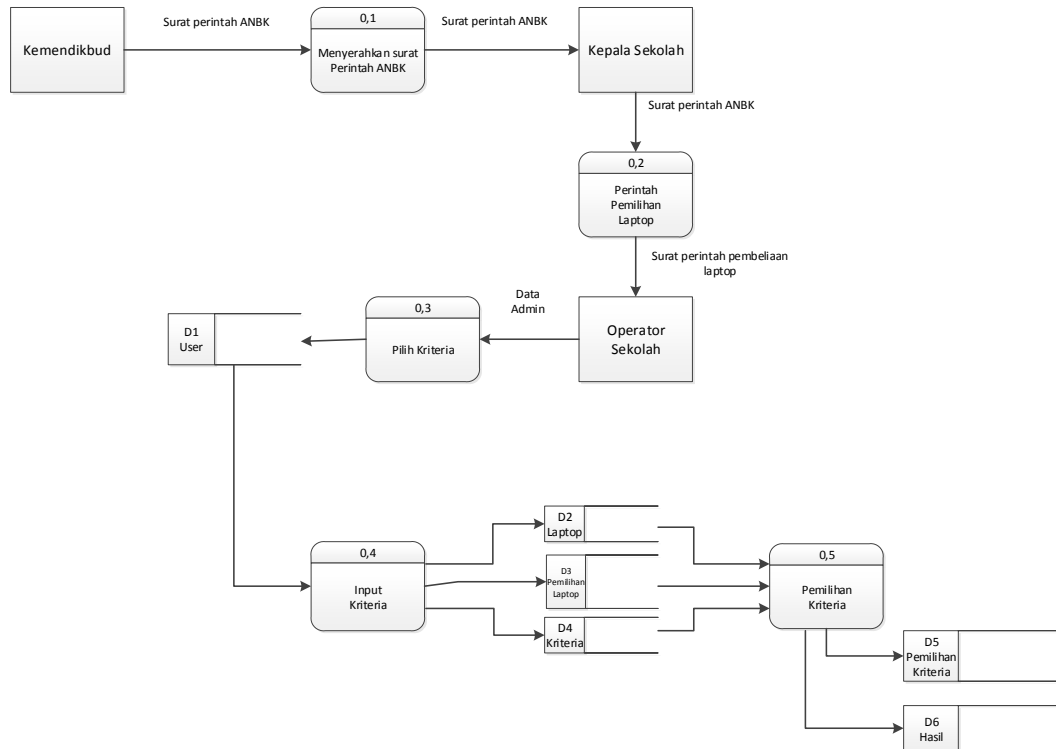 Surat perintah ANBK
0,1
Surat perintah ANBK
Kemendikbud
Menyerahkan surat
Perintah ANBK
Kepala Sekolah
Surat perintah ANBK
0,2
Perintah
Pemilihan
Laptop
Surat perintah pembeliaan
laptop
Data
Admin
0,3
Pilih Kriteria
Operator
Sekolah
D1
User
D2
Laptop
0,4
Input
Kriteria
D3
Pemilihan
Laptop
D4
Kriteria
0,5
Pemilihan
Kriteria
D5
Pemilihan
Kriteria
D6
Hasil